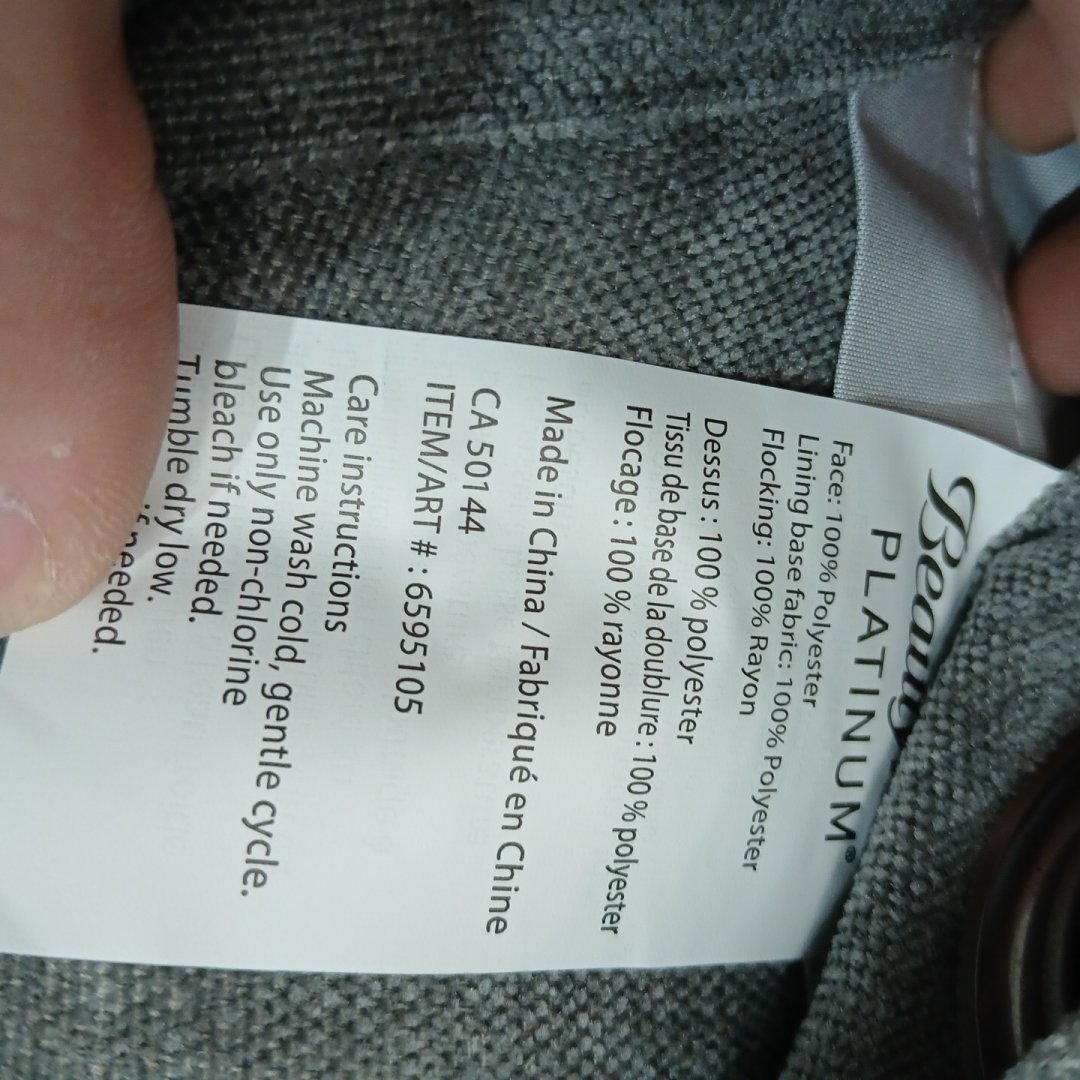 PLATINUM®
Face: 100% Polyester
Lining base fabric: 100% Polyester
Flocking: 100% Rayon
Dessus : 100 % polyester
Tissu de base de la doublure : 100 % polyester
Flocage : 100 % rayonne
Made in China / Fabriqué en Chine
CA 50144
ITEM/ART # : 6595105
Care instructions
Machine wash cold, gentle cycle.
Use only non-chlorine
bleach if needed.
Tumble dry low.
if needed.